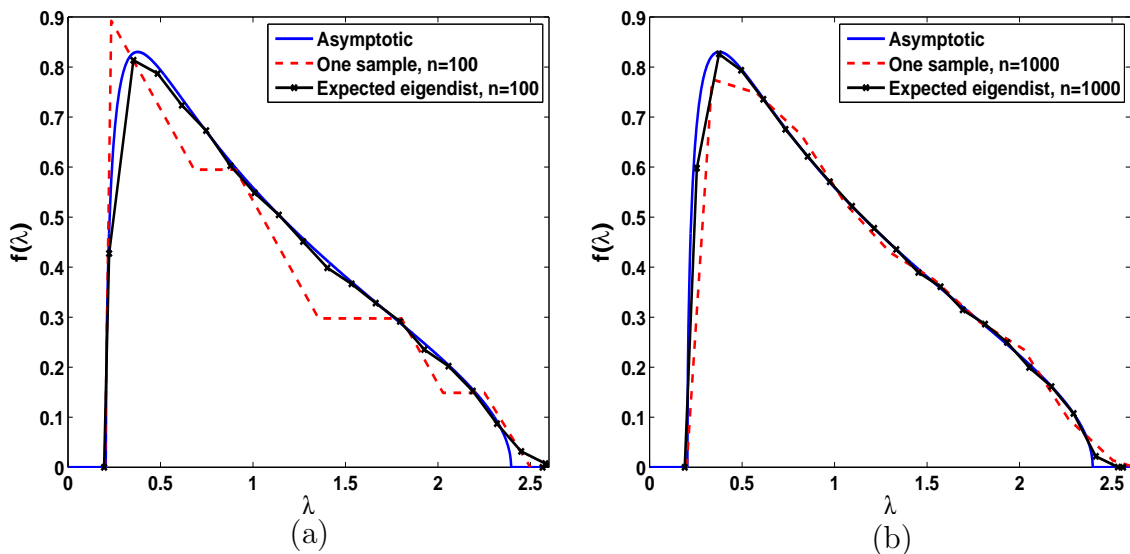 0.9
0.8
0.7
0.6
0.5
0.4
0.3
0.2
0.1
0
f(λ)
Asymptotic
One sample, n=100
Expected eigendist, n=100
0 0.5 1 1.5 2 2.5
λ
(a)
0.9
0.8
0.7
0.6
0.5
0.4
0.3
0.2
0.1
0
f(λ)
Asymptotic
One sample, n=1000
Expected eigendist, n=1000
0 0.5 1 1.5 2 2.5
λ
(b)